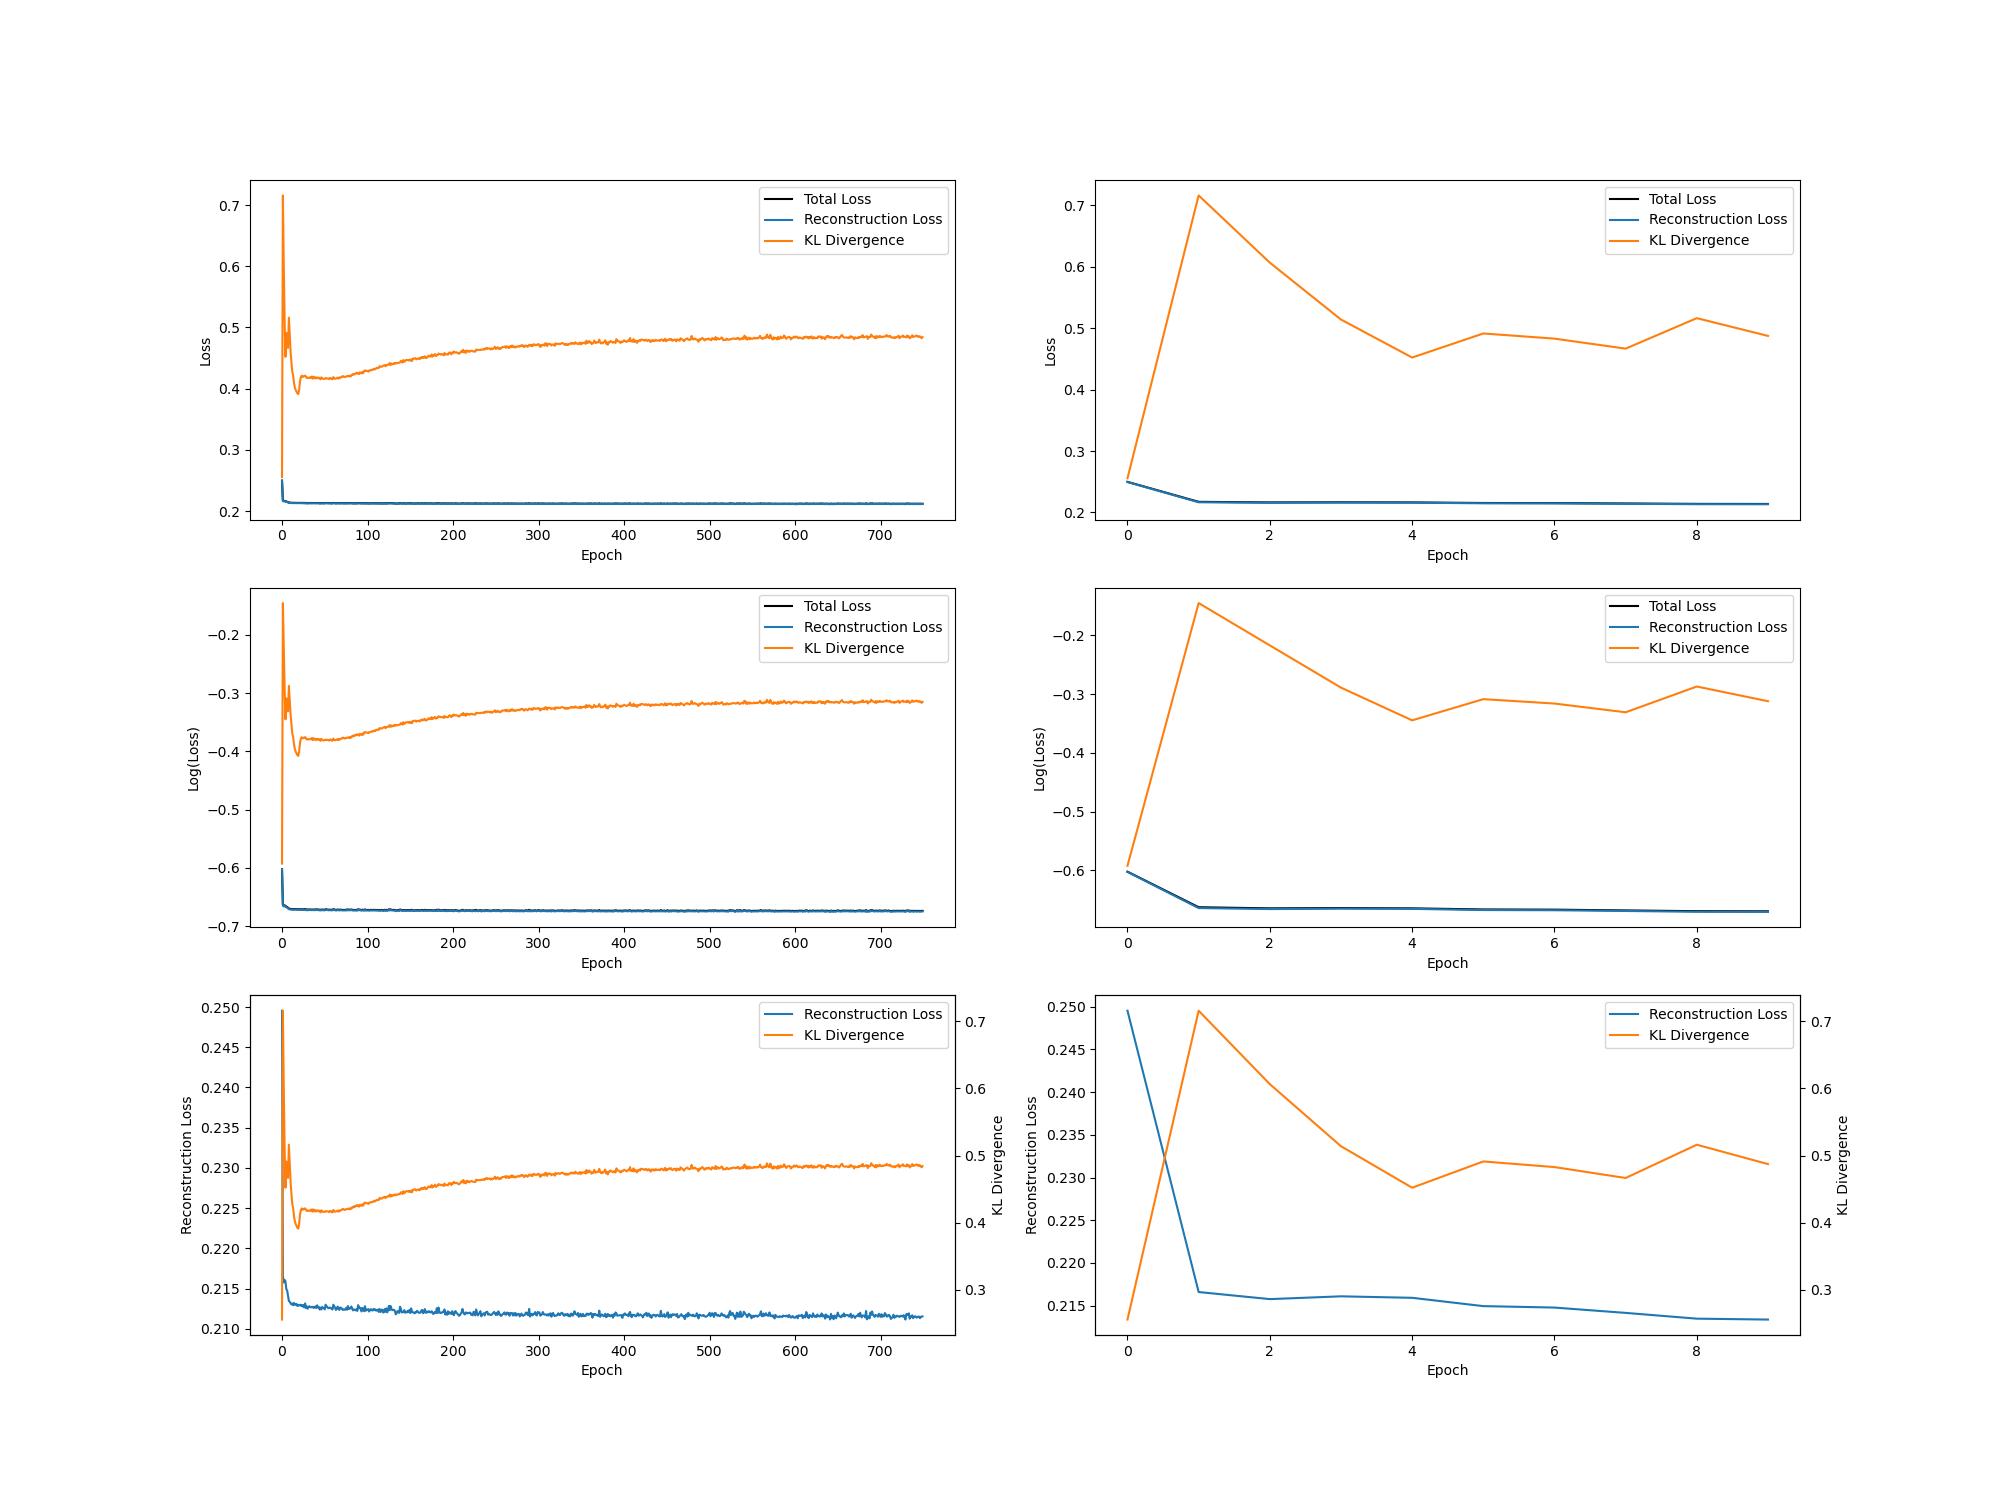 0.7
0.6
0.5
0.4
0.3
0.2
Loss
0 100 200 300 400 500 600 700
Epoch
Total Loss
Reconstruction Loss
KL Divergence
0.7
0.6
0.5
0.4
0.3
0.2
Loss
0 2 4 6 8
Epoch
Total Loss
Reconstruction Loss
KL Divergence
−0.2
−0.3
−0.4
−0.5
−0.6
−0.7
Log(Loss)
0 100 200 300 400 500 600 700
Epoch
Total Loss
Reconstruction Loss
KL Divergence
−0.2
−0.3
−0.4
−0.5
−0.6
Log(Loss)
0 2 4 6 8
Epoch
Total Loss
Reconstruction Loss
KL Divergence
0.250
0.245
0.240
0.235
0.230
0.225
0.220
0.215
0.210
Reconstruction Loss
0 100 200 300 400 500 600 700
Epoch
Reconstruction Loss
KL Divergence
0.7
0.6
0.5
0.4
0.3
KL Divergence
0.250
0.245
0.240
0.235
0.230
0.225
0.220
0.215
Reconstruction Loss
0 2 4 6 8
Epoch
Reconstruction Loss
KL Divergence
0.7
0.6
0.5
0.4
0.3
KL Divergence